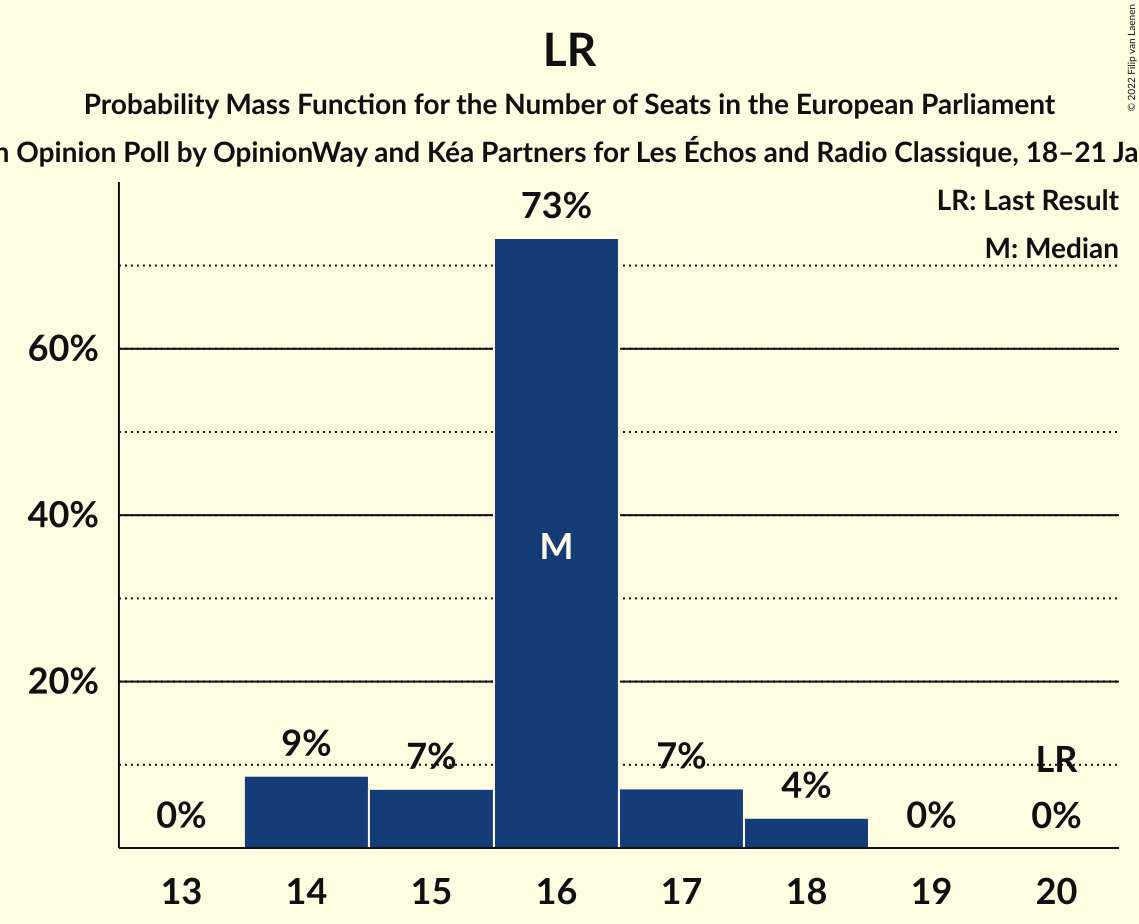 LR
Probability Mass Function for the Number of Seats in the European Parliament
Opinion Poll by OpinionWay and Kéa Partners for Les Échos and Radio Classique, 18–21
© 2022 Filip van Laenen
LR: Last Result
M: Median
73%
60%
40%
M
20%
9%
7%
7%
LR
4%
0%
0%
0%
13 14 15 16 17 18 19 20